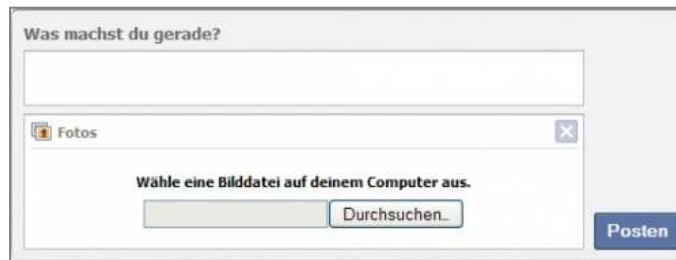 Was machst du gerade?
Fotos
Wähle eine Bilddatei auf deinem Computer aus.
Durchsuchen...
Posten